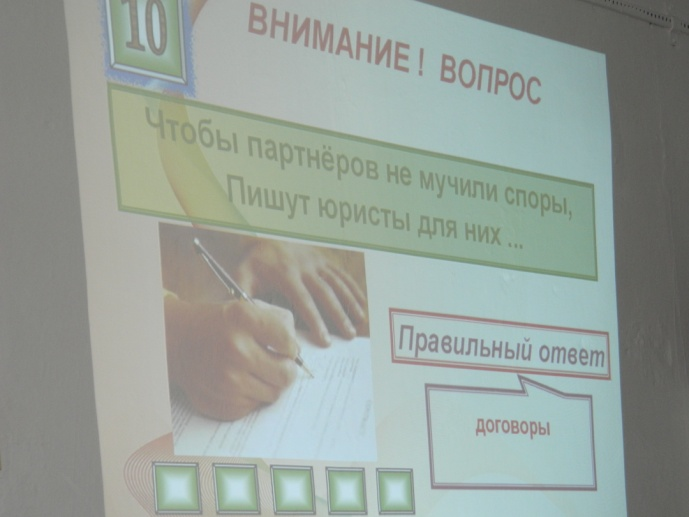 10
ВНИМАНИЕ ! ВОПРОС
Чтобы партнёров не мучили споры,
Пишут юристы для них ...
Правильный ответ
договоры